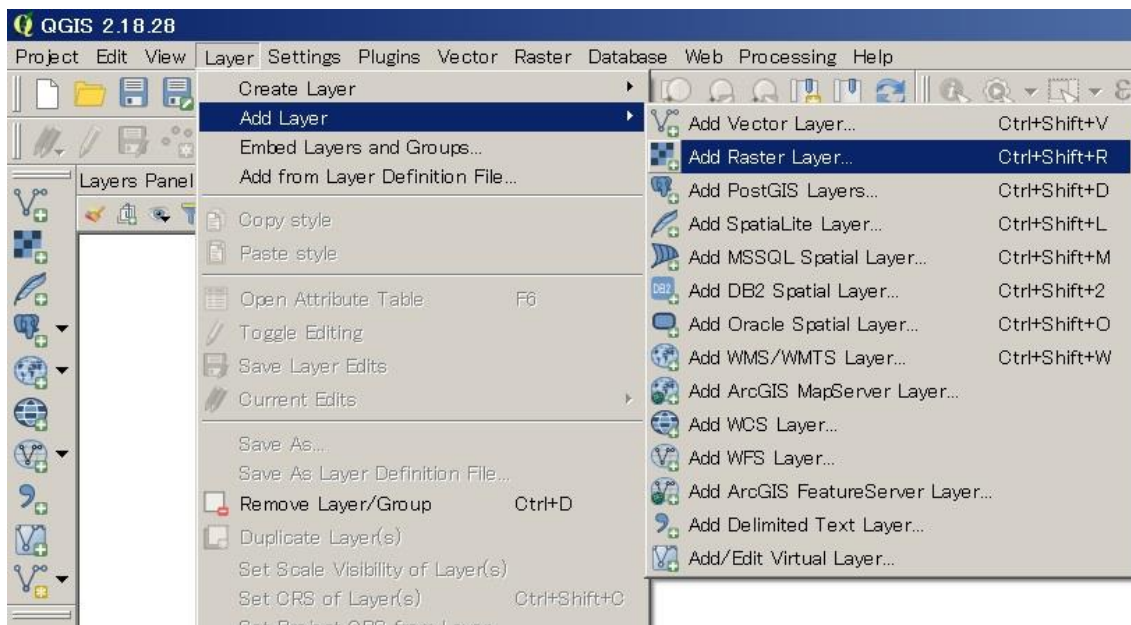 QGIS 2.18.28
Project Edit View Layer Settings Plugins Vector Raster Database Web Processing Help
Create Layer
Add Layer
Embed Layers and Groups...
Add from Layer Definition File...
Layers Panel
Copy style
Paste style
Open Attribute Table F6
Toggle Editing
Save Layer Edits
Current Edits
Save As...
Save As Layer Definition File...
Remove Layer/Group Ctrl+D
Duplicate Layer(s)
Set Scale Visibility of Layer(s)
Set CRS of Layer(s) Ctrl+Shift+C
Set Project CRS from Layer
Add Vector Layer... Ctrl+Shift+V
Add Raster Layer... Ctrl+Shift+R
Add PostGIS Layers... Ctrl+Shift+D
Add SpatiaLite Layer... Ctrl+Shift+L
Add MSSQL Spatial Layer... Ctrl+Shift+M
DB2 Add DB2 Spatial Layer... Ctrl+Shift+2
Add Oracle Spatial Layer... Ctrl+Shift+O
Add WMS/WMTS Layer... Ctrl+Shift+W
Add ArcGIS MapServer Layer...
Add WCS Layer...
Add WFS Layer...
Add ArcGIS FeatureServer Layer...
Add Delimited Text Layer...
Add/Edit Virtual Layer...